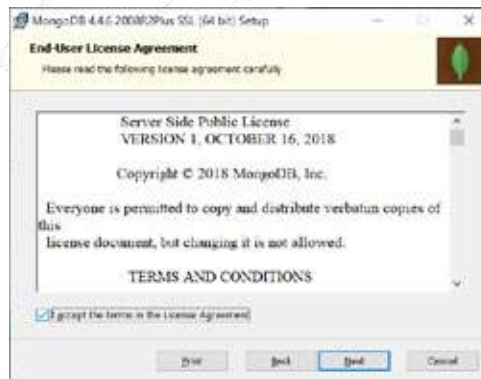 MongoDB 4.4.6 2008R2Plus SSL (64 bit) Setup
End-User License Agreement
Please read the following license agreement carefully
Server Side Public License
VERSION 1, OCTOBER 16, 2018
Copyright © 2018 MongoDB, Inc.
Everyone is permitted to copy and distribute verbatim copies of
this
license document, but changing it is not allowed.
TERMS AND CONDITIONS
I accept the terms in the License Agreement
Print Back Next Cancel